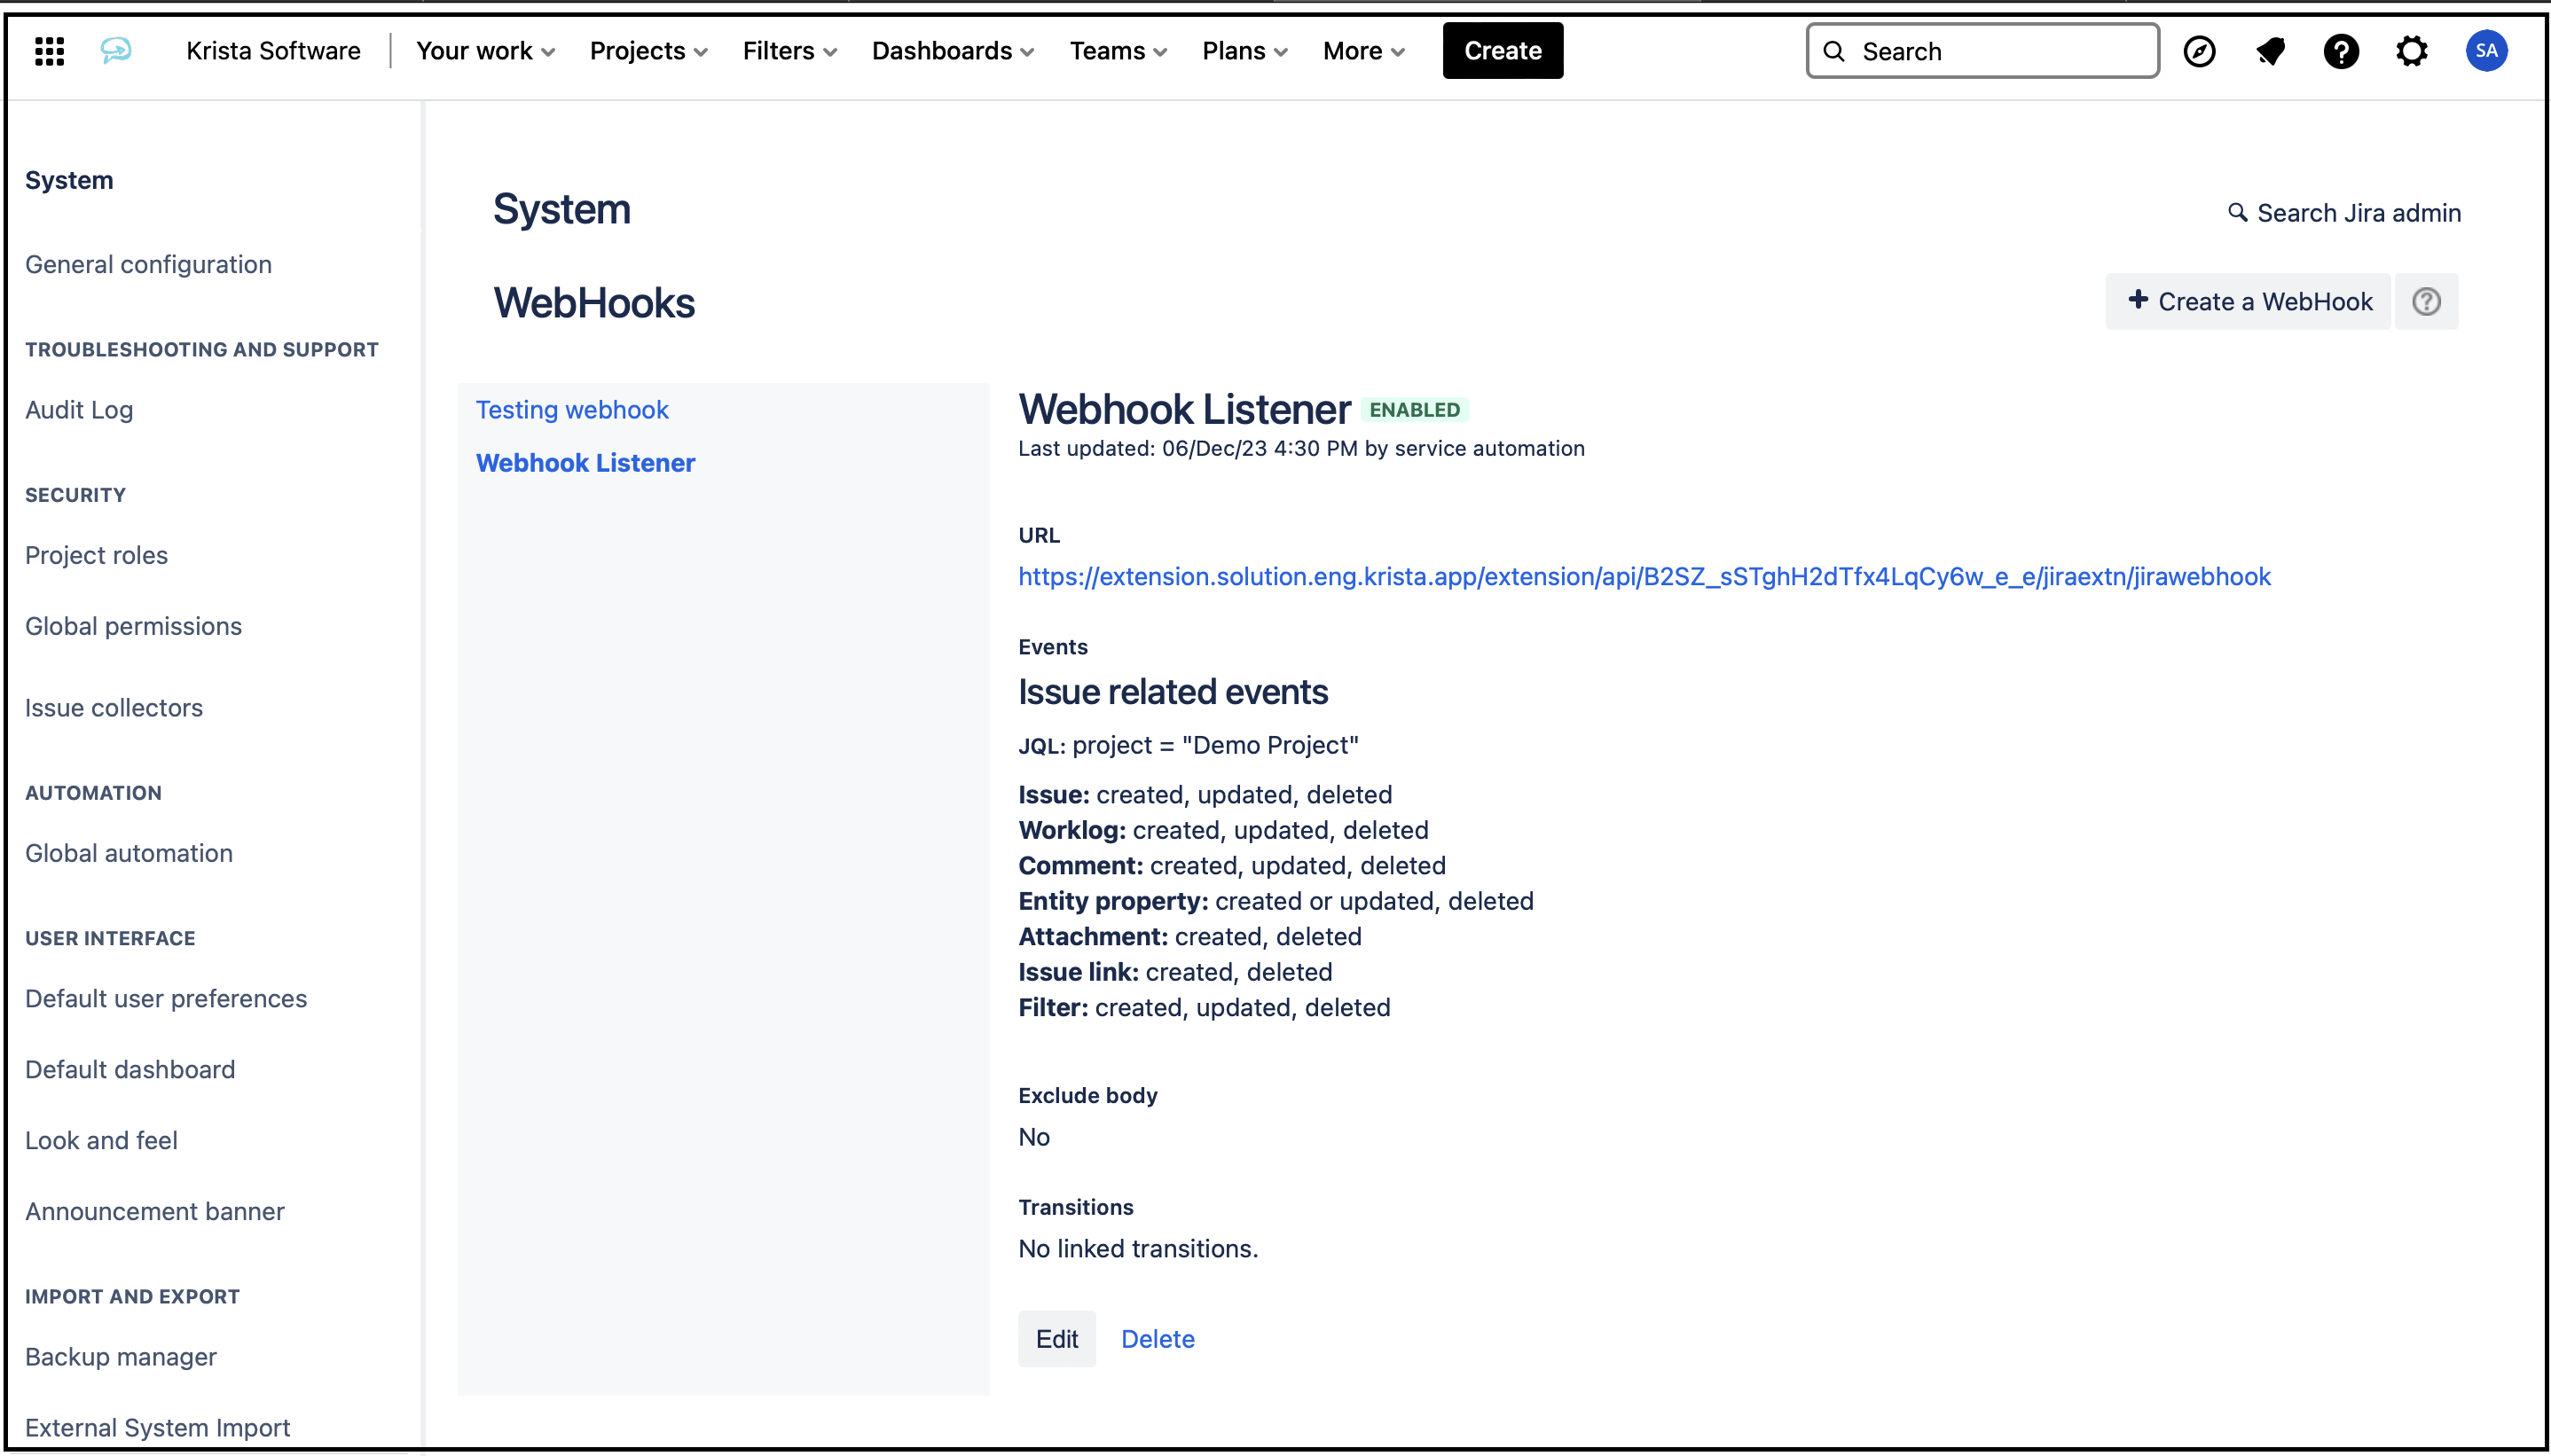 Krista Software
Your work
Projects
Filters
Dashboards
Teams
Plans
More
Create
Search
SA
System
General configuration
TROUBLESHOOTING AND SUPPORT
Audit Log
SECURITY
Project roles
Global permissions
Issue collectors
AUTOMATION
Global automation
USER INTERFACE
Default user preferences
Default dashboard
Look and feel
Announcement banner
IMPORT AND EXPORT
Backup manager
External System Import
System
Search Jira admin
WebHooks
+ Create a WebHook
Testing webhook
Webhook Listener
Webhook Listener ENABLED
Last updated: 06/Dec/23 4:30 PM by service automation
URL
https://extension.solution.eng.krista.app/extension/api/B2SZ_sSTghH2dTfx4LqCy6w_e_e/jiraextn/jirawebhook
Events
Issue related events
JQL: project = "Demo Project"
Issue: created, updated, deleted
Worklog: created, updated, deleted
Comment: created, updated, deleted
Entity property: created or updated, deleted
Attachment: created, deleted
Issue link: created, deleted
Filter: created, updated, deleted
Exclude body
No
Transitions
No linked transitions.
Edit
Delete